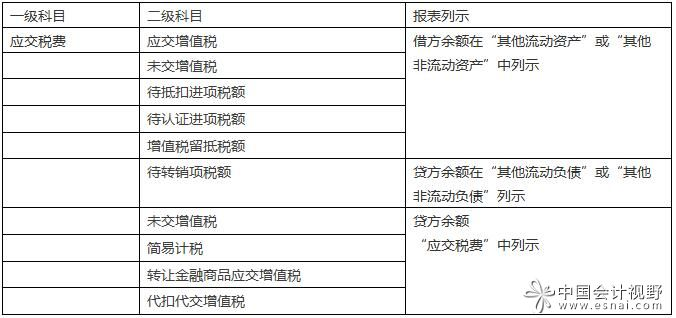 一级科目 二级科目 报表列示
应交税费 应交增值税 借方余额在“其他流动资产”或“其他
未交增值税 非流动资产”中列示
待抵扣进项税额
待认证进项税额
增值税留抵税额
待转销项税额 贷方余额在“其他流动负债”或“其他
非流动负债”列示
未交增值税 贷方余额
简易计税 “应交税费”中列示
转让金融商品应交增值税
代扣代交增值税
中国会计视野
www.esnai.com